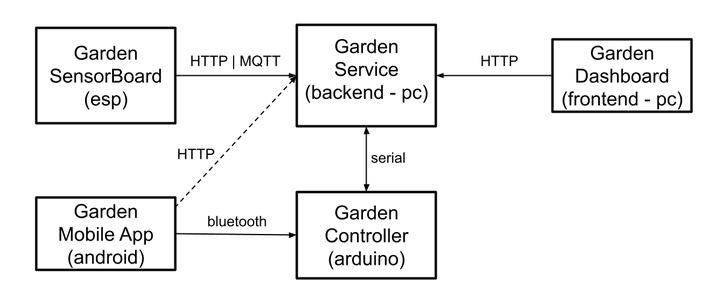 Garden
SensorBoard
(esp)
HTTP | MQTT
Garden
Service
(backend - pc)
HTTP
Garden
Dashboard
(frontend - pc)
HTTP
serial
Garden
Mobile App
(android)
bluetooth
Garden
Controller
(arduino)